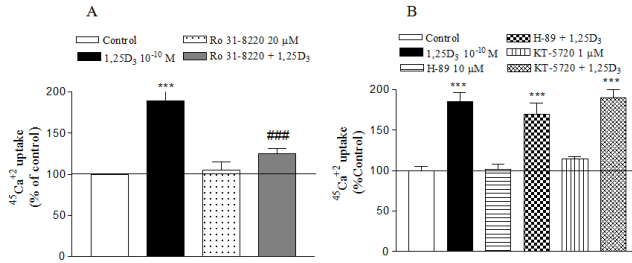 A
Control
1,25D₃ 10⁻¹⁰ M
Ro 31-8220 20 µM
Ro 31-8220 + 1,25D₃
200
150
100
50
0
⁴⁵Ca⁺² uptake
(% of control)
***
###
B
Control
1,25D₃ 10⁻¹⁰ M
H-89 10 µM
H-89 + 1,25D₃
KT-5720 1 µM
KT-5720 + 1,25D₃
200
150
100
50
0
⁴⁵Ca⁺² uptake
(%Control)
***
***
***